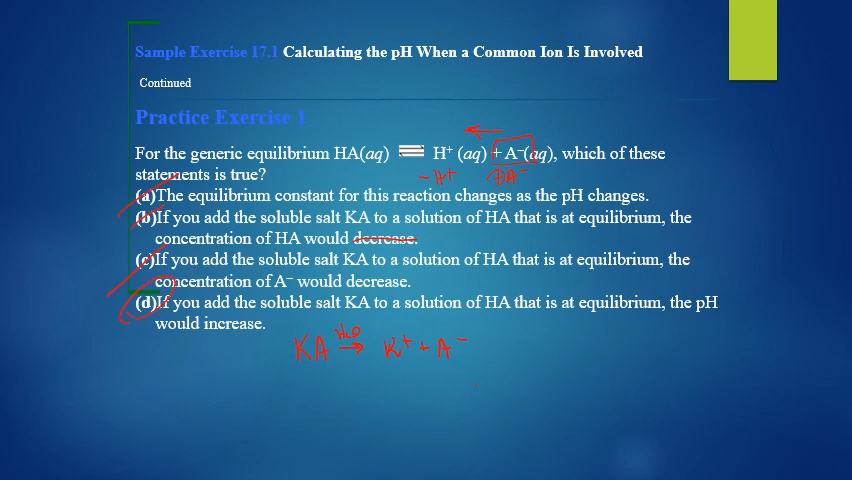 Sample Exercise 17.1 Calculating the pH When a Common Ion Is Involved
Continued
Practice Exercise 1
For the generic equilibrium HA(aq) ⇌ H⁺ (aq) + A⁻(aq), which of these
- H⁺
statements is true?
(a)The equilibrium constant for this reaction changes as the pH changes.
(b)If you add the soluble salt KA to a solution of HA that is at equilibrium, the
concentration of HA would decrease.
(c)If you add the soluble salt KA to a solution of HA that is at equilibrium, the
concentration of A⁻ would decrease.
(d)If you add the soluble salt KA to a solution of HA that is at equilibrium, the pH
would increase.
KA H₂O → K⁺ + A⁻